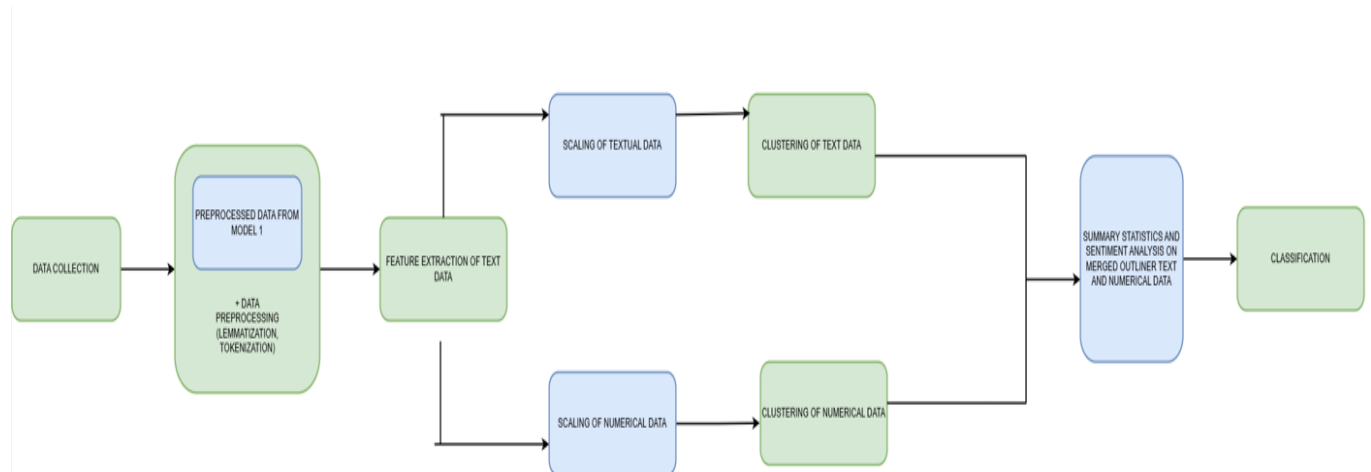 DATA COLLECTION
PREPROCESSED DATA FROM
MODEL 1
+ DATA
PREPROCESSING
(LEMMATIZATION,
TOKENIZATION)
FEATURE EXTRACTION OF TEXT
DATA
SCALING OF TEXTUAL DATA
CLUSTERING OF TEXT DATA
SCALING OF NUMERICAL DATA
CLUSTERING OF NUMERICAL DATA
SUMMARY STATISTICS AND
SENTIMENT ANALYSIS ON
MERGED OUTLINER TEXT
AND NUMERICAL DATA
CLASSIFICATION